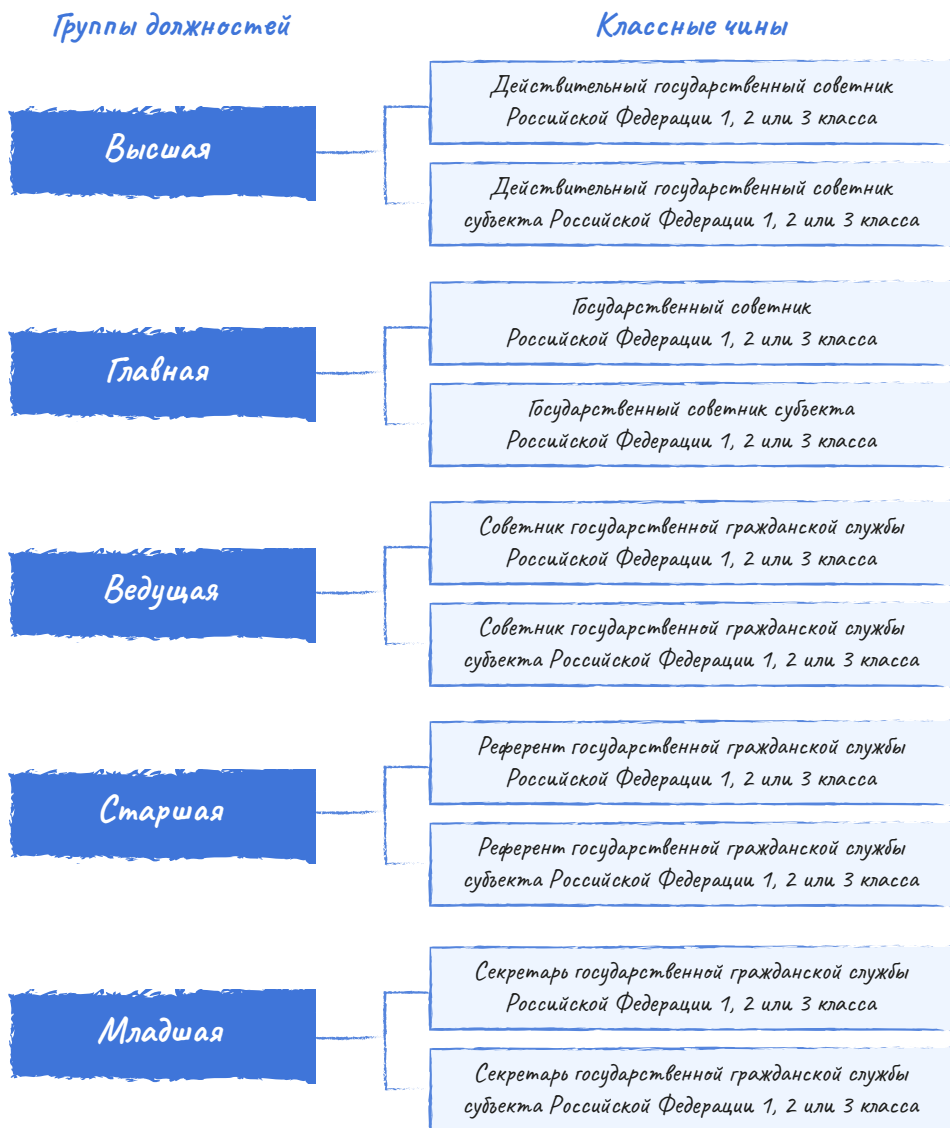 Группы должностей
Классные чины
Высшая
Действительный государственный советник
Российской Федерации 1, 2 или 3 класса
Действительный государственный советник
субъекта Российской Федерации 1, 2 или 3 класса
Главная
Государственный советник
Российской Федерации 1, 2 или 3 класса
Государственный советник субъекта
Российской Федерации 1, 2 или 3 класса
Ведущая
Советник государственной гражданской службы
Российской Федерации 1, 2 или 3 класса
Советник государственной гражданской службы
субъекта Российской Федерации 1, 2 или 3 класса
Старшая
Референт государственной гражданской службы
Российской Федерации 1, 2 или 3 класса
Референт государственной гражданской службы
субъекта Российской Федерации 1, 2 или 3 класса
Младшая
Секретарь государственной гражданской службы
Российской Федерации 1, 2 или 3 класса
Секретарь государственной гражданской службы
субъекта Российской Федерации 1, 2 или 3 класса